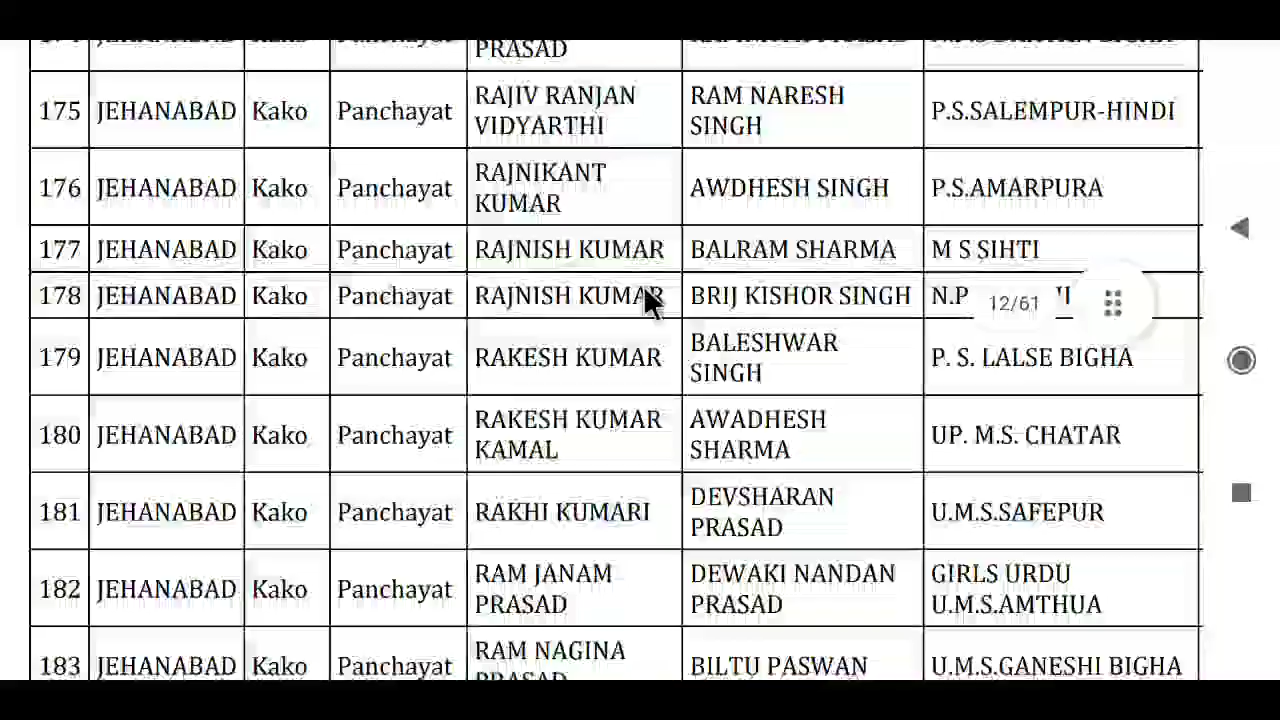 PRASAD
175 JEHANABAD Kako Panchayat RAJIV RANJAN VIDYARTHI RAM NARESH SINGH P.S.SALEMPUR-HINDI
176 JEHANABAD Kako Panchayat RAJNIKANT KUMAR AWDHESH SINGH P.S.AMARPURA
177 JEHANABAD Kako Panchayat RAJNISH KUMAR BALRAM SHARMA M S SIHTI
178 JEHANABAD Kako Panchayat RAJNISH KUMAR BRIJ KISHOR SINGH N.P
12/61
179 JEHANABAD Kako Panchayat RAKESH KUMAR BALESHWAR SINGH P. S. LALSE BIGHA
180 JEHANABAD Kako Panchayat RAKESH KUMAR KAMAL AWADHESH SHARMA UP. M.S. CHATAR
181 JEHANABAD Kako Panchayat RAKHI KUMARI DEVSHARAN PRASAD U.M.S.SAFEPUR
182 JEHANABAD Kako Panchayat RAM JANAM PRASAD DEWAKI NANDAN PRASAD GIRLS URDU U.M.S.AMTHUA
183 JEHANABAD Kako Panchayat RAM NAGINA PRASAD BILTU PASWAN U.M.S.GANESHI BIGHA